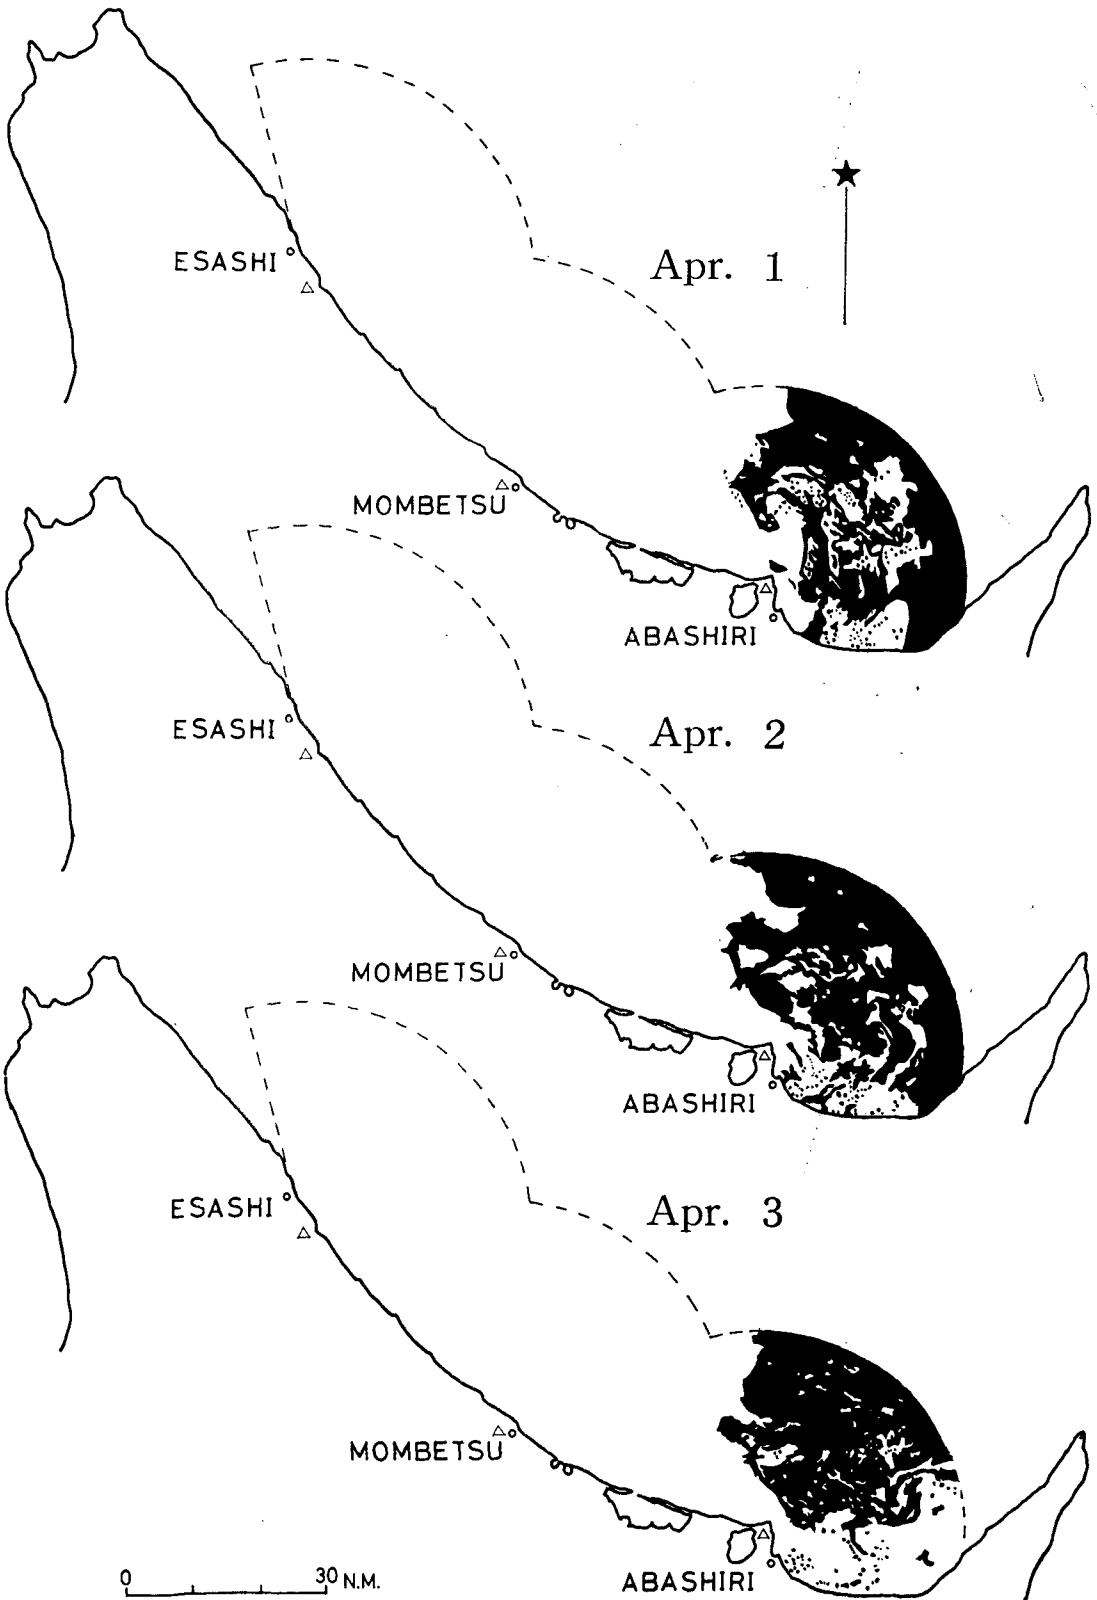 Apr. 1
ESASHI
MOMBETSU
ABASHIRI
Apr. 2
ESASHI
MOMBETSU
ABASHIRI
Apr. 3
ESASHI
MOMBETSU
ABASHIRI
0 30 N.M.